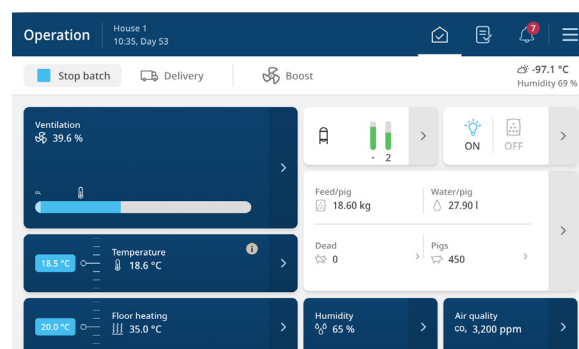 Operation
House 1
10:35, Day 53
7
Stop batch
Delivery
Boost
-97.1 °C
Humidity 69 %
Ventilation
39.6 %
CO₂
- 2
ON
OFF
Feed/pig
18.60 kg
Water/pig
27.90 l
Dead
0
Pigs
450
18.5 °C
Temperature
18.6 °C
i
20.0 °C
Floor heating
35.0 °C
Humidity
65 %
Air quality
CO₂ 3,200 ppm